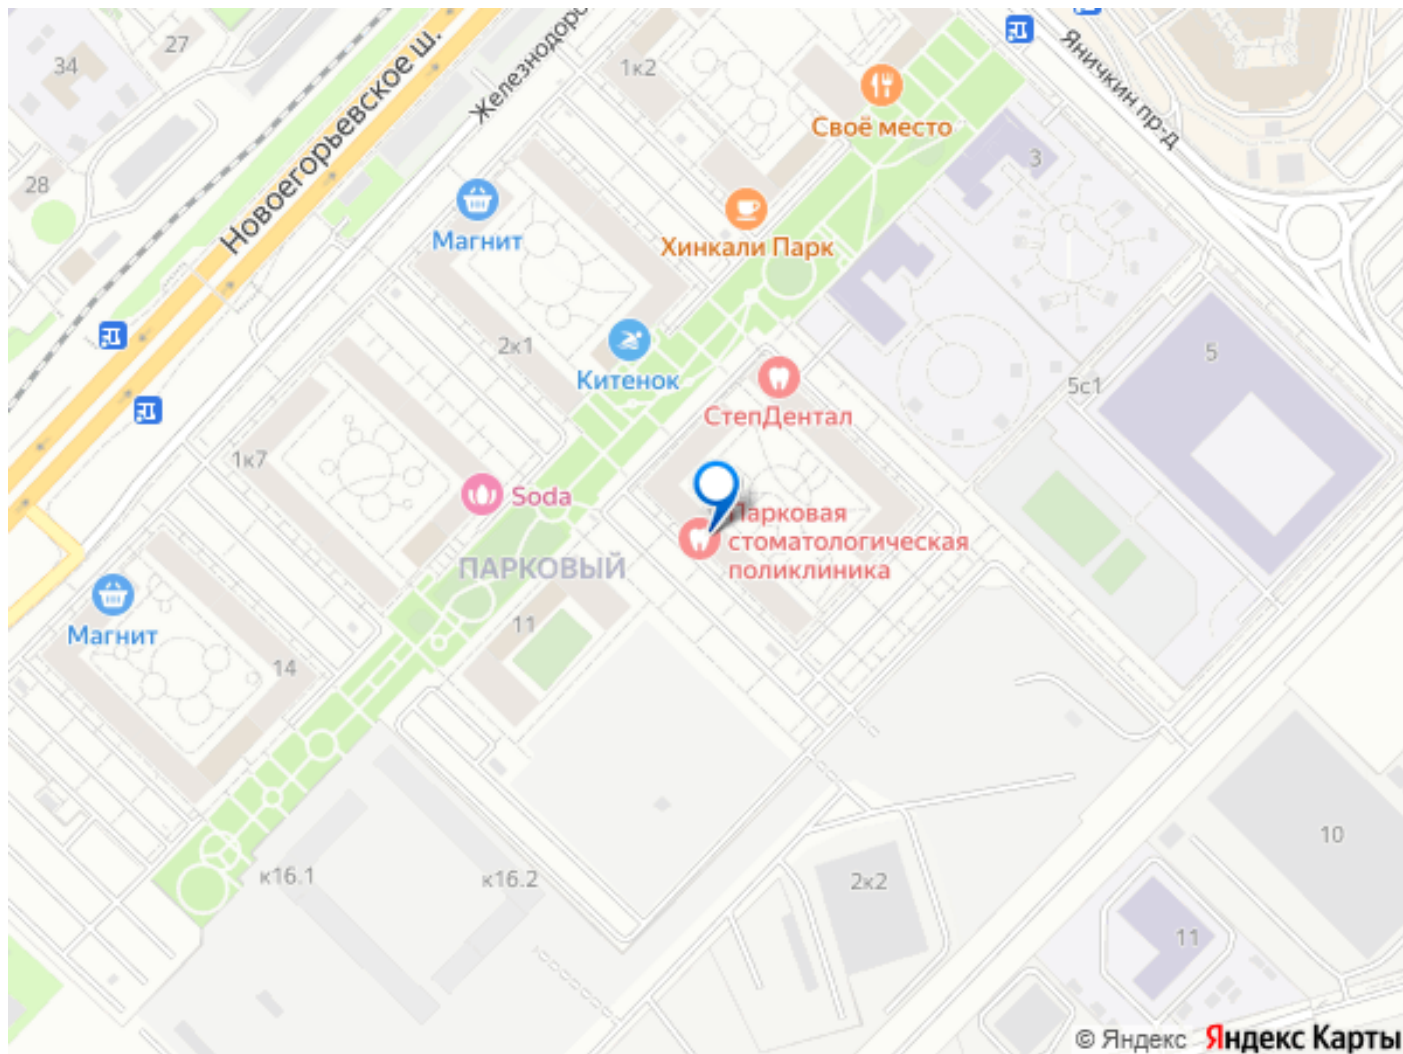 27
34
28
Новоегорьевское ш.
Железнодоро
1к2
Своё место
Яничкин пр-д
3
Магнит
Хинкали Парк
2к1
Китенок
5
5с1
СтепДентал
1к7
Soda
Парковая
стоматологическая
поликлиника
ПАРКОВЫЙ
11
Магнит
14
к16.1
к16.2
2к2
10
11
© Яндекс Яндекс Карты